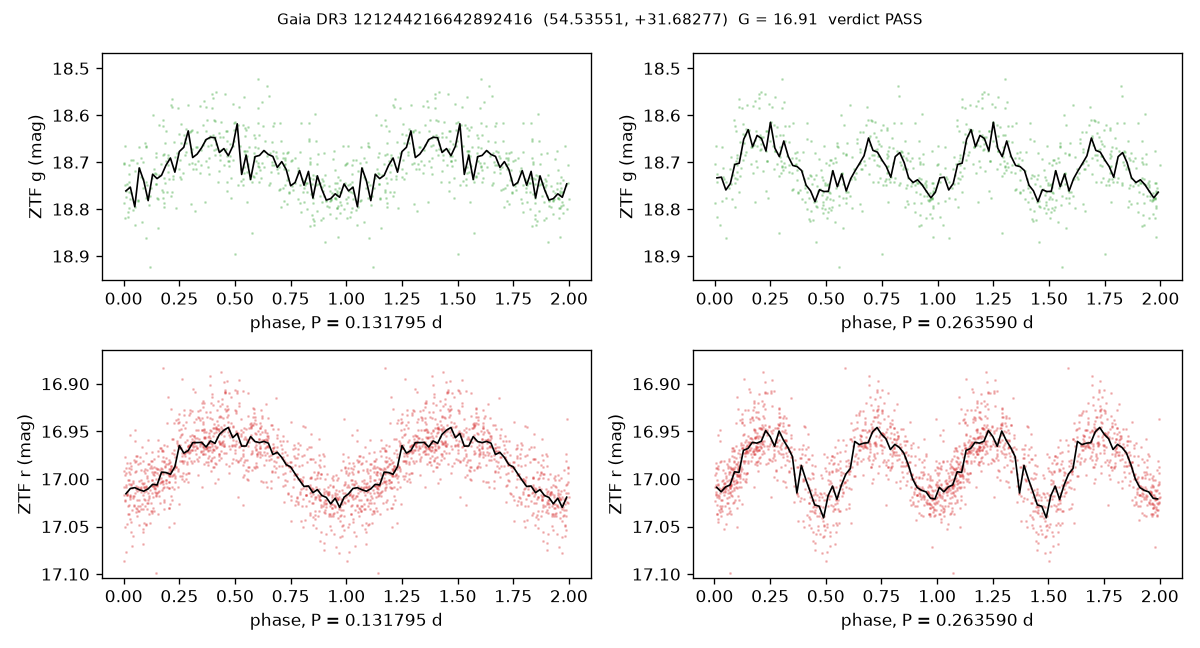 Gaia DR3 121244216642892416  (54.53551, +31.68277)  G = 16.91  verdict PASS
ZTF g (mag)
18.5
18.6
18.7
18.8
18.9
0.00 0.25 0.50 0.75 1.00 1.25 1.50 1.75 2.00
phase, P = 0.131795 d
ZTF g (mag)
18.5
18.6
18.7
18.8
18.9
0.00 0.25 0.50 0.75 1.00 1.25 1.50 1.75 2.00
phase, P = 0.263590 d
ZTF r (mag)
16.90
16.95
17.00
17.05
17.10
0.00 0.25 0.50 0.75 1.00 1.25 1.50 1.75 2.00
phase, P = 0.131795 d
ZTF r (mag)
16.90
16.95
17.00
17.05
17.10
0.00 0.25 0.50 0.75 1.00 1.25 1.50 1.75 2.00
phase, P = 0.263590 d